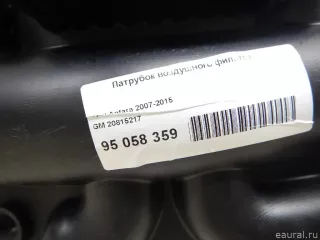 Патрубок воздушного фил
Antara 2007-2015
GM 20815217
95 058 359
eaural.ru